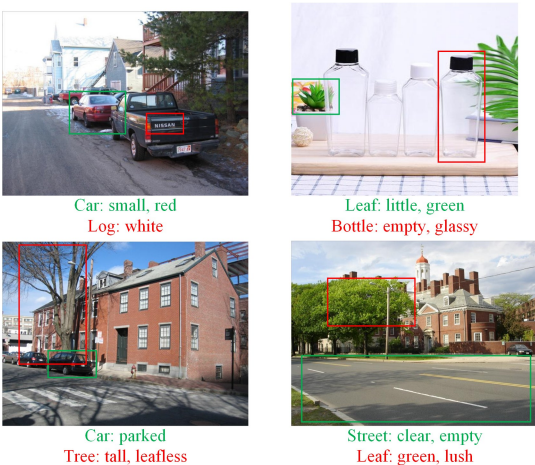 NISSAN
Car: small, red
Log: white
Leaf: little, green
Bottle: empty, glassy
Car: parked
Tree: tall, leafless
Street: clear, empty
Leaf: green, lush